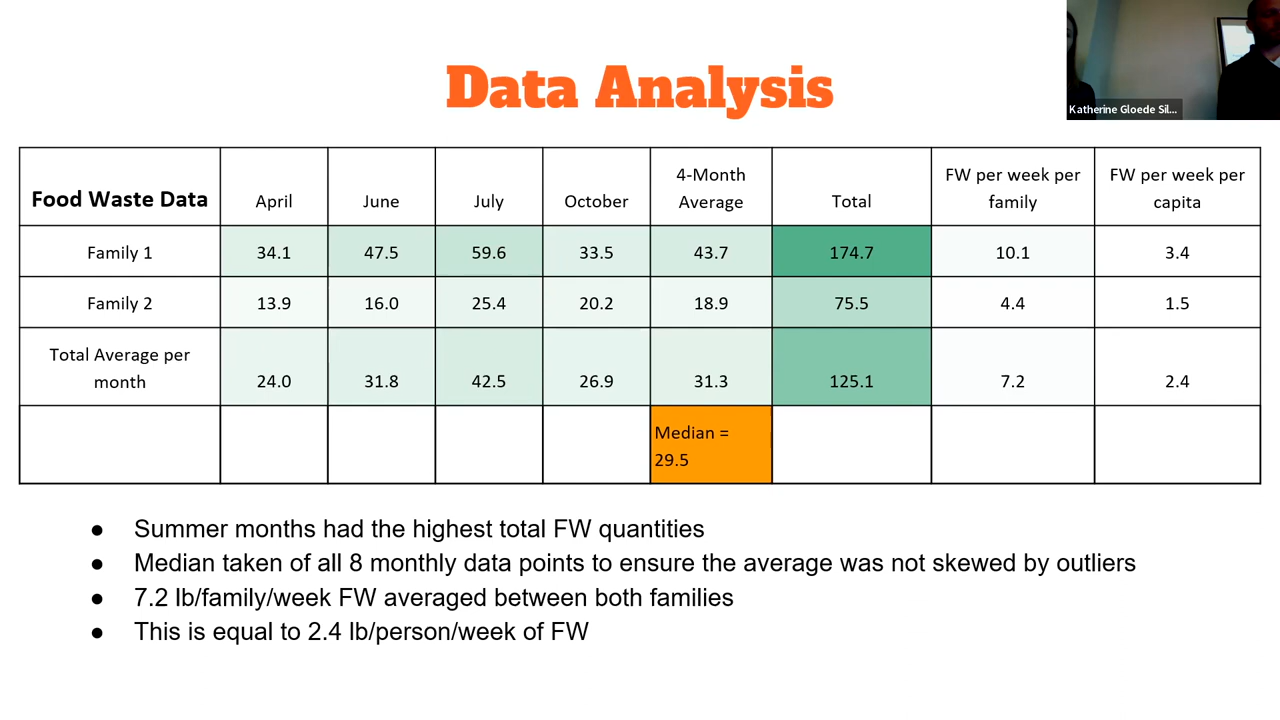 Data Analysis
Katherine Gloede Sil...
Food Waste Data April June July October 4-Month Average Total FW per week per family FW per week per capita
Family 1 34.1 47.5 59.6 33.5 43.7 174.7 10.1 3.4
Family 2 13.9 16.0 25.4 20.2 18.9 75.5 4.4 1.5
Total Average per month 24.0 31.8 42.5 26.9 31.3 125.1 7.2 2.4
Median =
29.5
● Summer months had the highest total FW quantities
● Median taken of all 8 monthly data points to ensure the average was not skewed by outliers
● 7.2 lb/family/week FW averaged between both families
● This is equal to 2.4 lb/person/week of FW